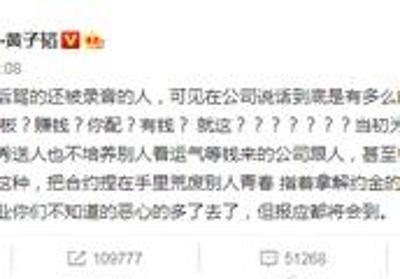 -黄子韬
:08
后骂的还被录音的人，可见在公司说话到底是有多么
板？赚钱？你配？有钱？ 就这？？？？？？？当初
秀送人也不培养别人看运气等钱来的公司跟人，甚至
这种，把合约捏在手里荒废别人青春 指着拿解约金的
业你们不知道的恶心的多了去了，但报应都将会到。
109777
51268